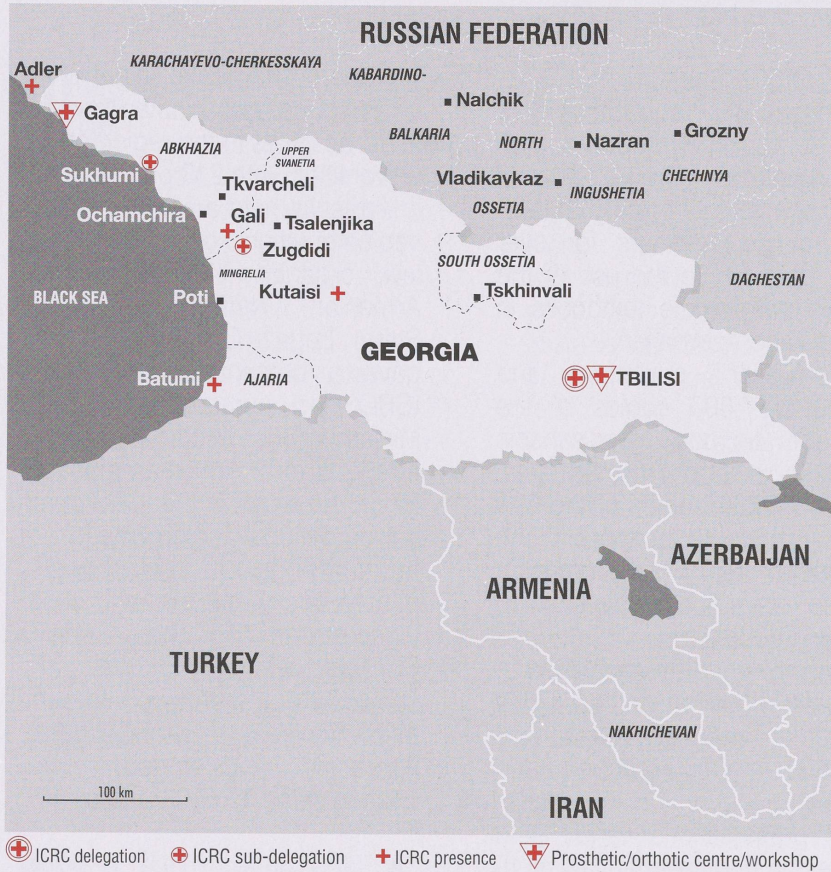 RUSSIAN FEDERATION
KARACHAYEVO-CHERKESSKAYA
Adler
KABARDINO-
Nalchik
Gagra
BALKARIA
NORTH
Nazran
Grozny
ABKHAZIA
UPPER
SVANETIA
Sukhumi
Tkvarcheli
Vladikavkaz
INGUSHETIA
CHECHNYA
Ochamchira
Gali
Tsalenjika
OSSETIA
Zugdidi
SOUTH OSSETIA
MINGRELIA
DAGHESTAN
BLACK SEA
Poti
Kutaisi
Tskhinvali
GEORGIA
Batumi
AJARIA
TBILISI
AZERBAIJAN
ARMENIA
TURKEY
NAKHICHEVAN
100 km
IRAN
ICRC delegation
ICRC sub-delegation
ICRC presence
Prosthetic/orthotic centre/workshop